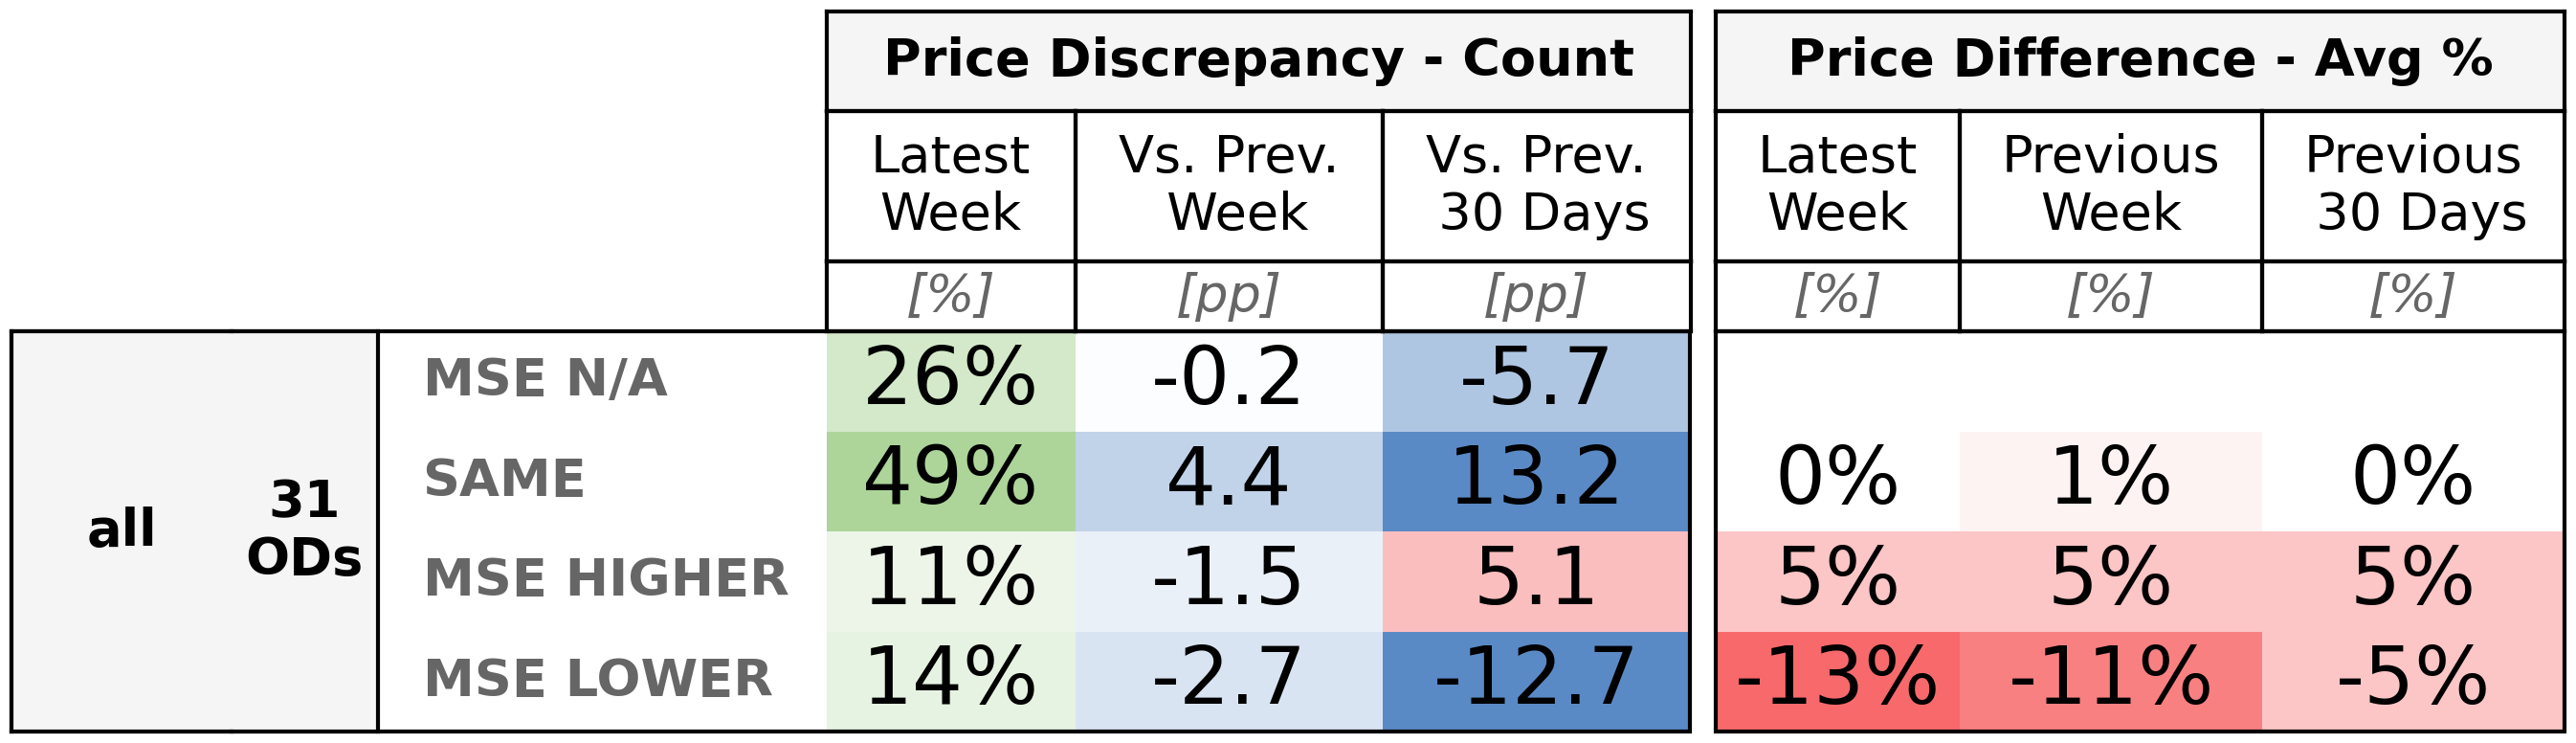 Price Discrepancy - Count Price Difference - Avg %
Latest Week Vs. Prev. Week Vs. Prev. 30 Days Latest Week Previous Week Previous 30 Days
[%] [pp] [pp] [%] [%] [%]
all 31 ODs
MSE N/A 26% -0.2 -5.7
SAME 49% 4.4 13.2 0% 1% 0%
MSE HIGHER 11% -1.5 5.1 5% 5% 5%
MSE LOWER 14% -2.7 -12.7 -13% -11% -5%